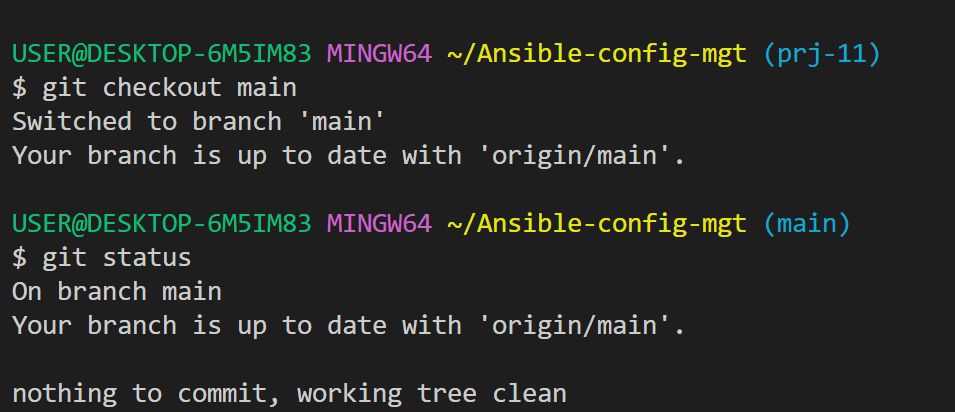 USER@DESKTOP-6M5IM83 MINGW64 ~/Ansible-config-mgt (prj-11)
$ git checkout main
Switched to branch 'main'
Your branch is up to date with 'origin/main'.
USER@DESKTOP-6M5IM83 MINGW64 ~/Ansible-config-mgt (main)
$ git status
On branch main
Your branch is up to date with 'origin/main'.
nothing to commit, working tree clean